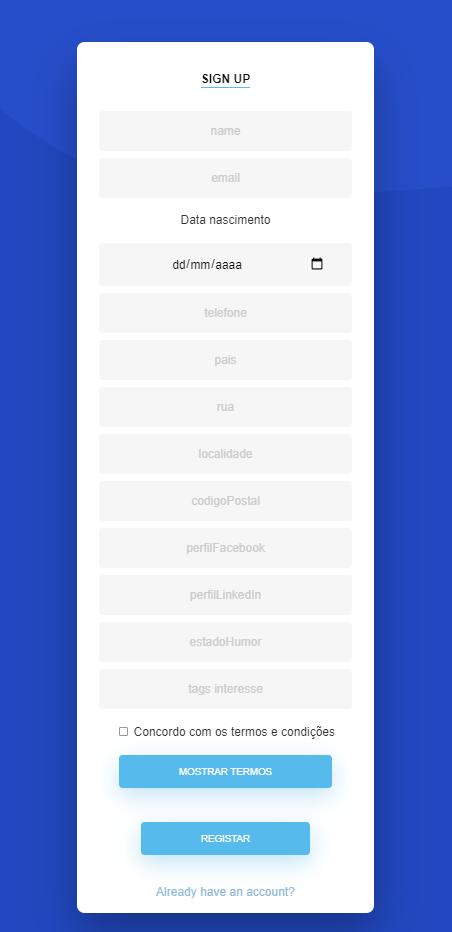 SIGN UP
name
email
Data nascimento
dd/mm/aaaa
telefone
pais
rua
localidade
codigoPostal
perfilFacebook
perfilLinkedIn
estadoHumor
tags interesse
Concordo com os termos e condições
MOSTRAR TERMOS
REGISTAR
Already have an account?